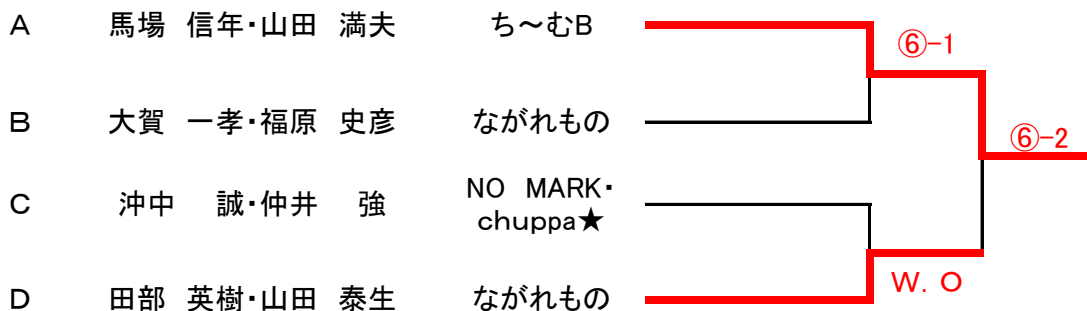 A 馬場 信年・山田 満夫 ち～むB
⑥-1
B 大賀 一孝・福原 史彦 ながれもの
⑥-2
C 沖中 誠・仲井 強 NO MARK・
chuppa★
W．O
D 田部 英樹・山田 泰生 ながれもの